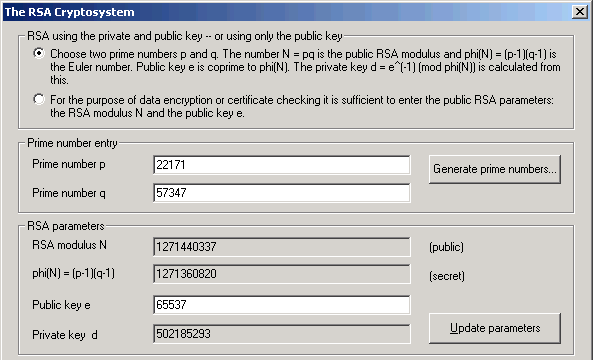 The RSA Cryptosystem
RSA using the private and public key -- or using only the public key
Choose two prime numbers p and q. The number N = pq is the public RSA modulus and phi(N) = (p-1)(q-1) is
the Euler number. Public key e is coprime to phi(N). The private key d = e^(-1) (mod phi(N)) is calculated from
this.
For the purpose of data encryption or certificate checking it is sufficient to enter the public RSA parameters:
the RSA modulus N and the public key e.
Prime number entry
Prime number p 22171 Generate prime numbers...
Prime number q 57347
RSA parameters
RSA modulus N 1271440337 (public)
phi(N) = (p-1)(q-1) 1271360820 (secret)
Public key e 65537
Private key d 502185293 Update parameters